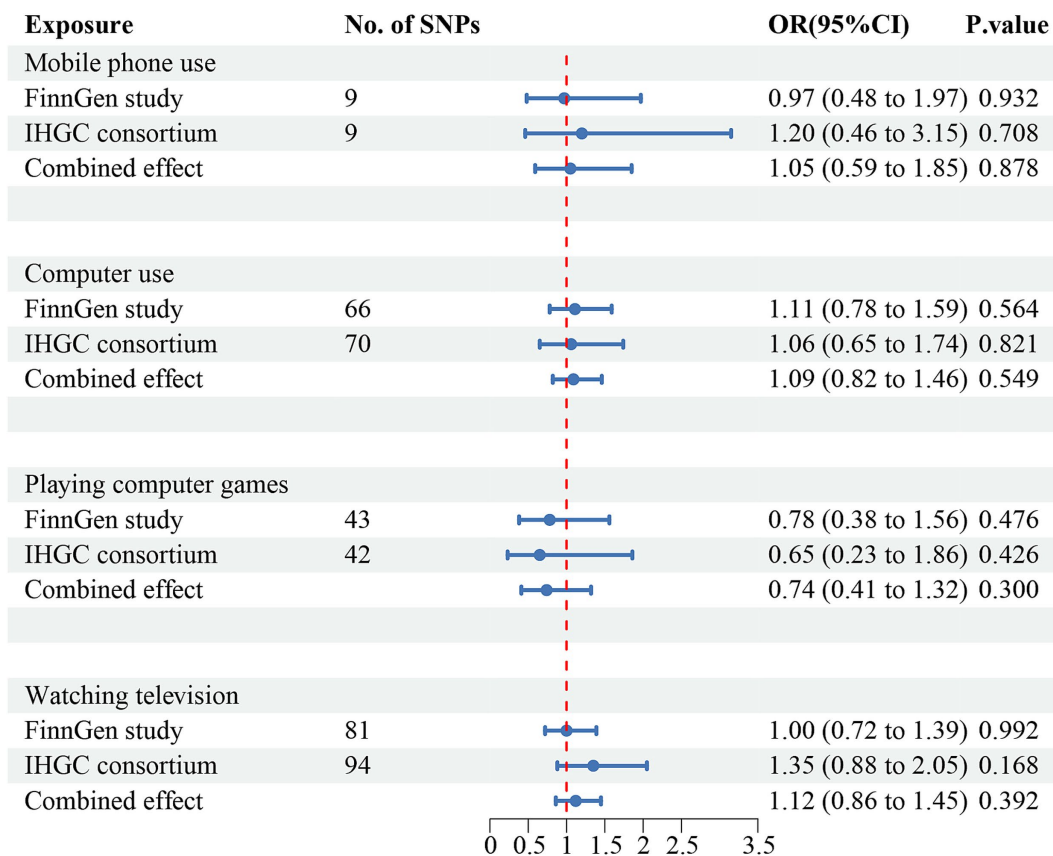 Exposure No. of SNPs OR(95%CI) P.value
Mobile phone use
FinnGen study 9 0.97 (0.48 to 1.97) 0.932
IHGC consortium 9 1.20 (0.46 to 3.15) 0.708
Combined effect 1.05 (0.59 to 1.85) 0.878
Computer use
FinnGen study 66 1.11 (0.78 to 1.59) 0.564
IHGC consortium 70 1.06 (0.65 to 1.74) 0.821
Combined effect 1.09 (0.82 to 1.46) 0.549
Playing computer games
FinnGen study 43 0.78 (0.38 to 1.56) 0.476
IHGC consortium 42 0.65 (0.23 to 1.86) 0.426
Combined effect 0.74 (0.41 to 1.32) 0.300
Watching television
FinnGen study 81 1.00 (0.72 to 1.39) 0.992
IHGC consortium 94 1.35 (0.88 to 2.05) 0.168
Combined effect 1.12 (0.86 to 1.45) 0.392
0 0.5 1 1.5 2 2.5 3.5